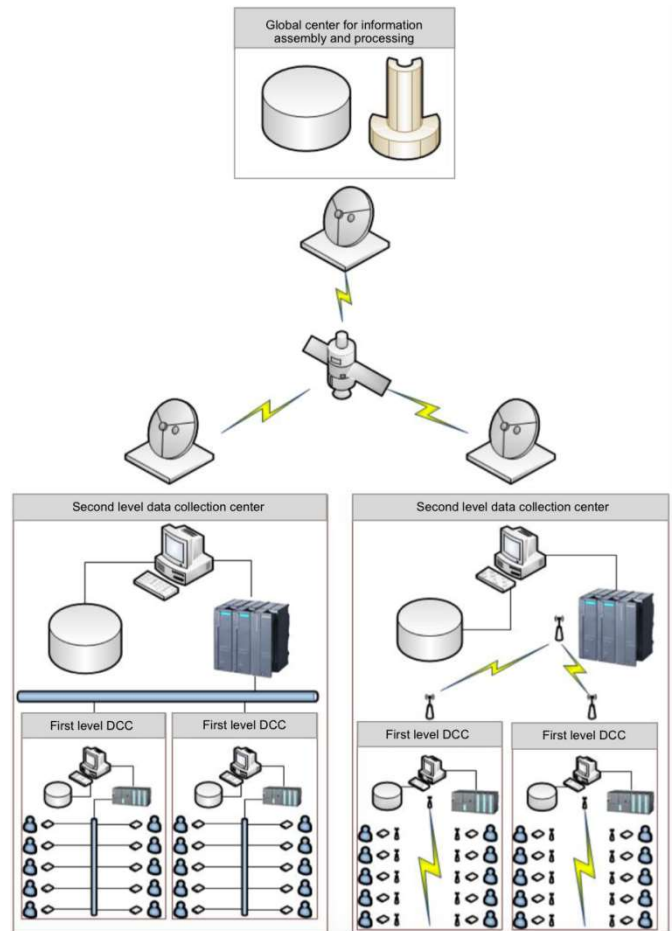 Global center for information
assembly and processing
Second level data collection center
Second level data collection center
First level DCC
First level DCC
First level DCC
First level DCC